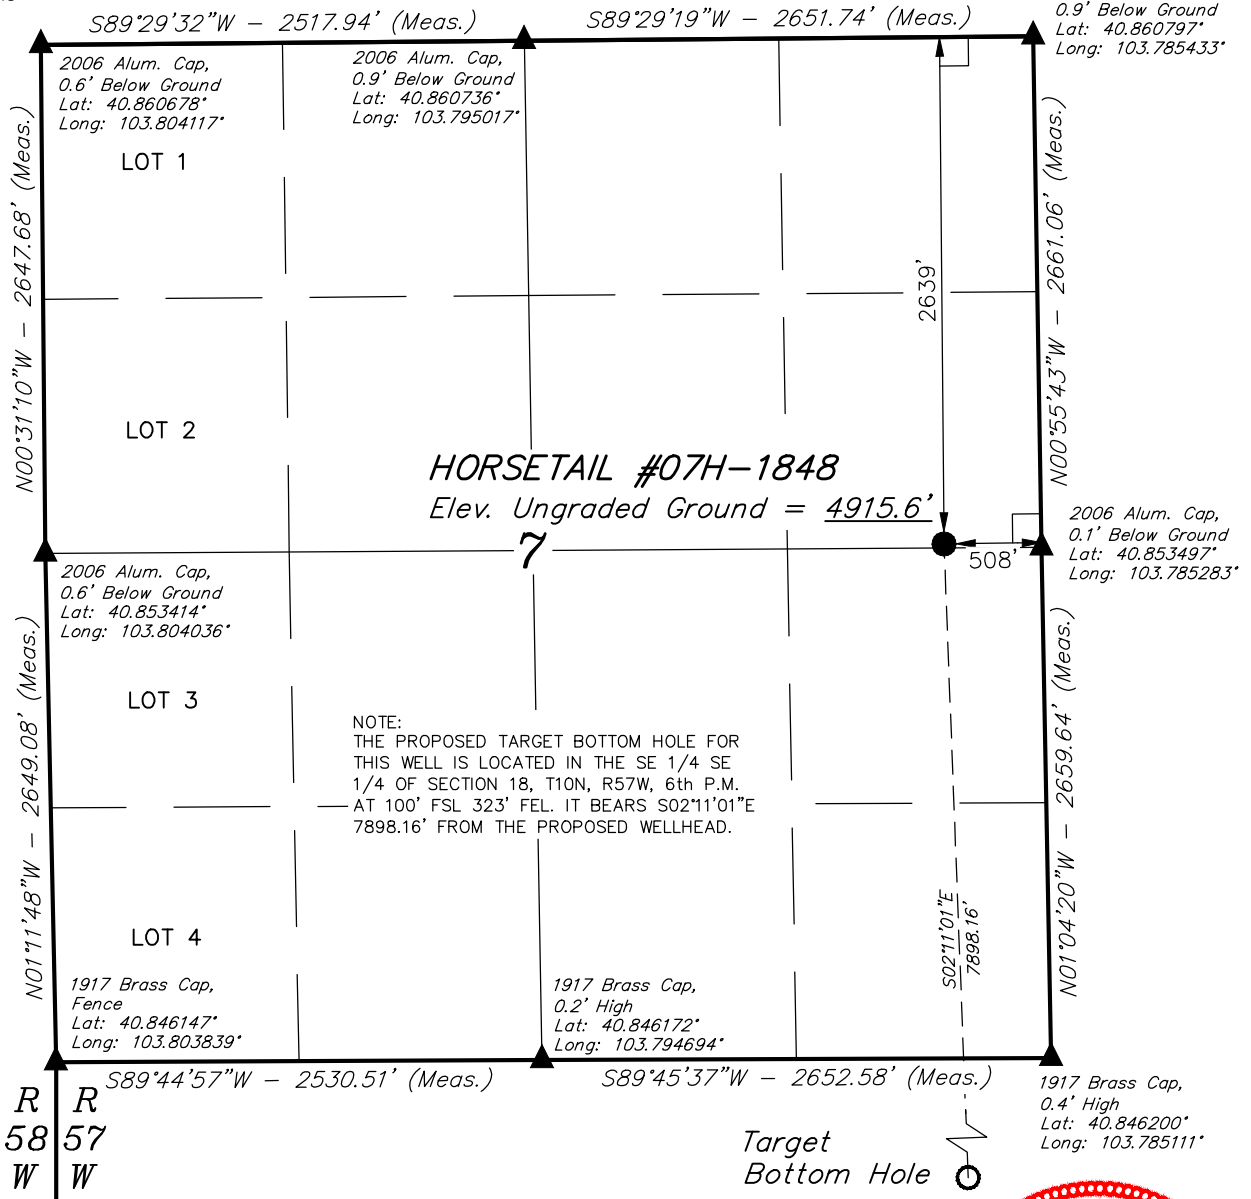 S89°29'32"W - 2517.94' (Meas.)
S89°29'19"W - 2651.74' (Meas.)
0.9' Below Ground
Lat: 40.860797°
Long: 103.785433°
2006 Alum. Cap,
0.6' Below Ground
Lat: 40.860678°
Long: 103.804117°
2006 Alum. Cap,
0.9' Below Ground
Lat: 40.860736°
Long: 103.795017°
LOT 1
N00°31'10"W - 2647.68' (Meas.)
2639'
N00°55'43"W - 2661.06' (Meas.)
LOT 2
HORSETAIL #07H-1848
Elev. Ungraded Ground = 4915.6'
7
508'
2006 Alum. Cap,
0.1' Below Ground
Lat: 40.853497°
Long: 103.785283°
2006 Alum. Cap,
0.6' Below Ground
Lat: 40.853414°
Long: 103.804036°
LOT 3
N01°11'48"W - 2649.08' (Meas.)
NOTE:
THE PROPOSED TARGET BOTTOM HOLE FOR
THIS WELL IS LOCATED IN THE SE 1/4 SE
1/4 OF SECTION 18, T10N, R57W, 6th P.M.
AT 100' FSL 323' FEL. IT BEARS S02°11'01"E
7898.16' FROM THE PROPOSED WELLHEAD.
N01°04'20"W - 2659.64' (Meas.)
S02°11'01"E
7898.16'
LOT 4
1917 Brass Cap,
Fence
Lat: 40.846147°
Long: 103.803839°
1917 Brass Cap,
0.2' High
Lat: 40.846172°
Long: 103.794694°
S89°44'57"W - 2530.51' (Meas.)
S89°45'37"W - 2652.58' (Meas.)
1917 Brass Cap,
0.4' High
Lat: 40.846200°
Long: 103.785111°
R R
58 57
W W
Target
Bottom Hole